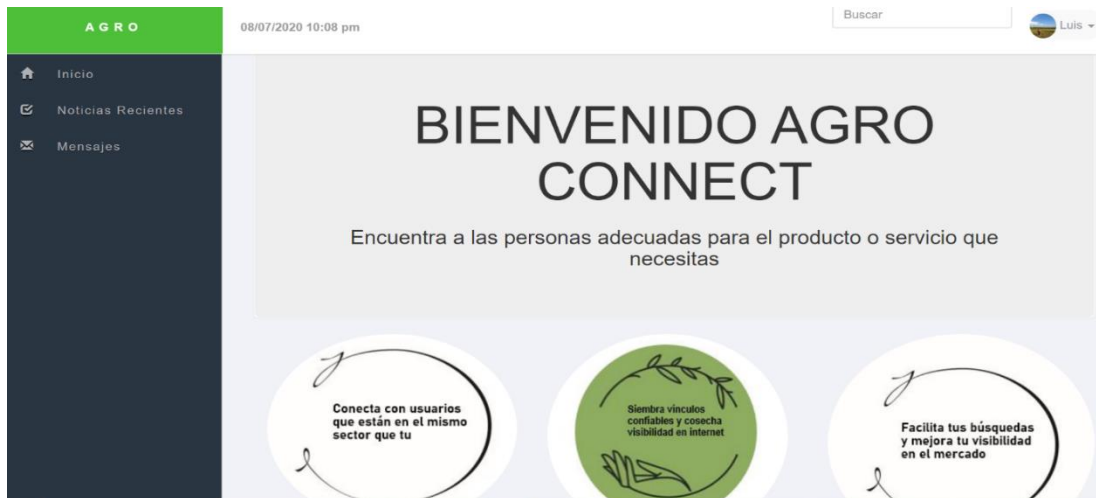 AGRO
08/07/2020 10:08 pm
Buscar
Luis
Inicio
Noticias Recientes
Mensajes
BIENVENIDO AGRO
CONNECT
Encuentra a las personas adecuadas para el producto o servicio que
necesitas
Conecta con usuarios
que están en el mismo
sector que tu
Siembra vinculos
confiables y cosecha
visibilidad en internet
Facilita tus búsquedas
y mejora tu visibilidad
en el mercado